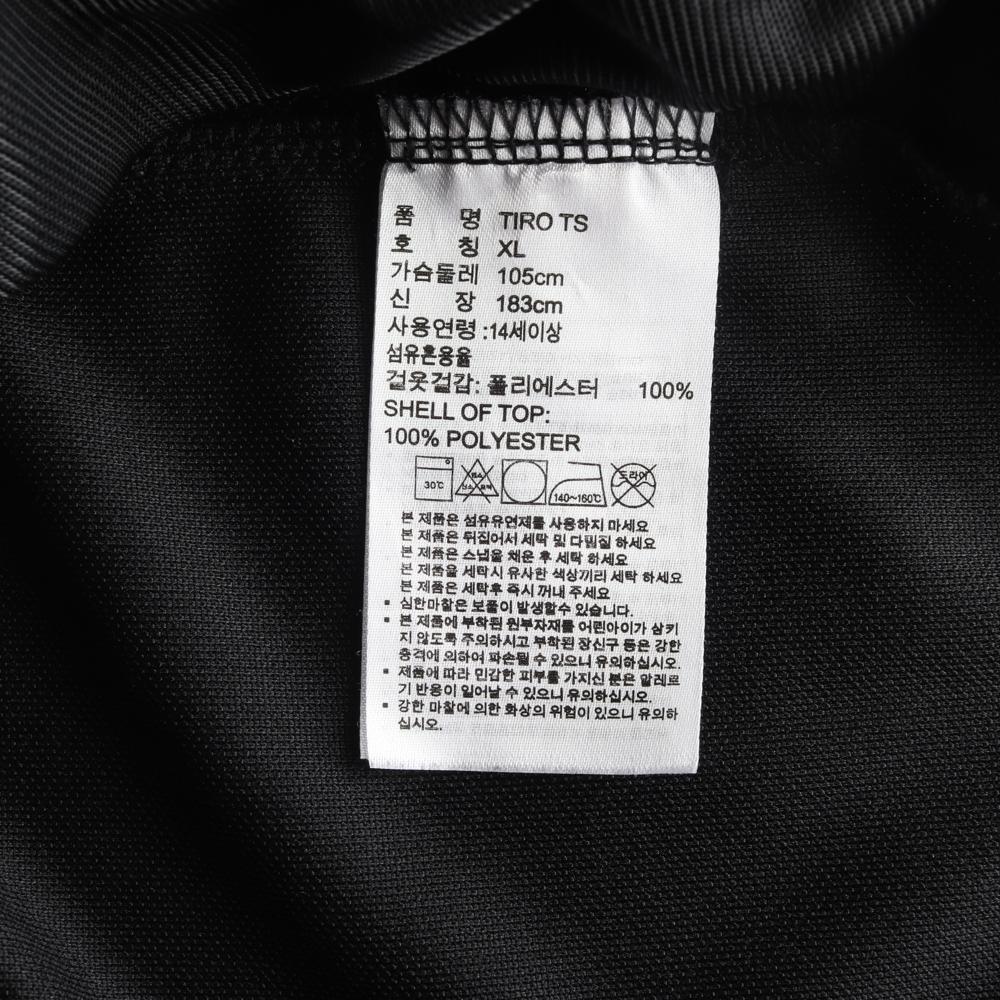 품 명 TIRO TS
호 칭 XL
가슴둘레 105cm
신 장 183cm
사용연령 :14세이상
섬유혼용율
겉옷겉감: 폴리에스터 100%
SHELL OF TOP:
100% POLYESTER
30℃ 염소 산소 표백 140~160℃ 드라이
본 제품은 섬유유연제를 사용하지 마세요
본 제품은 뒤집어서 세탁 및 다림질 하세요
본 제품은 스냅을 채운 후 세탁 하세요
본 제품을 세탁시 유사한 색상끼리 세탁 하세요
본 제품은 세탁후 즉시 꺼내 주세요
▪ 심한마찰은 보풀이 발생할수 있습니다.
▪ 본 제품에 부착된 원부자재를 어린아이가 삼키
지 않도록 주의하시고 부착된 장신구 등은 강한
충격에 의하여 파손될 수 있으니 유의하십시오.
▪ 제품에 따라 민감한 피부를 가지신 분은 알레르
기 반응이 일어날 수 있으니 유의하십시오.
▪ 강한 마찰에 의한 화상의 위험이 있으니 유의하
십시오.